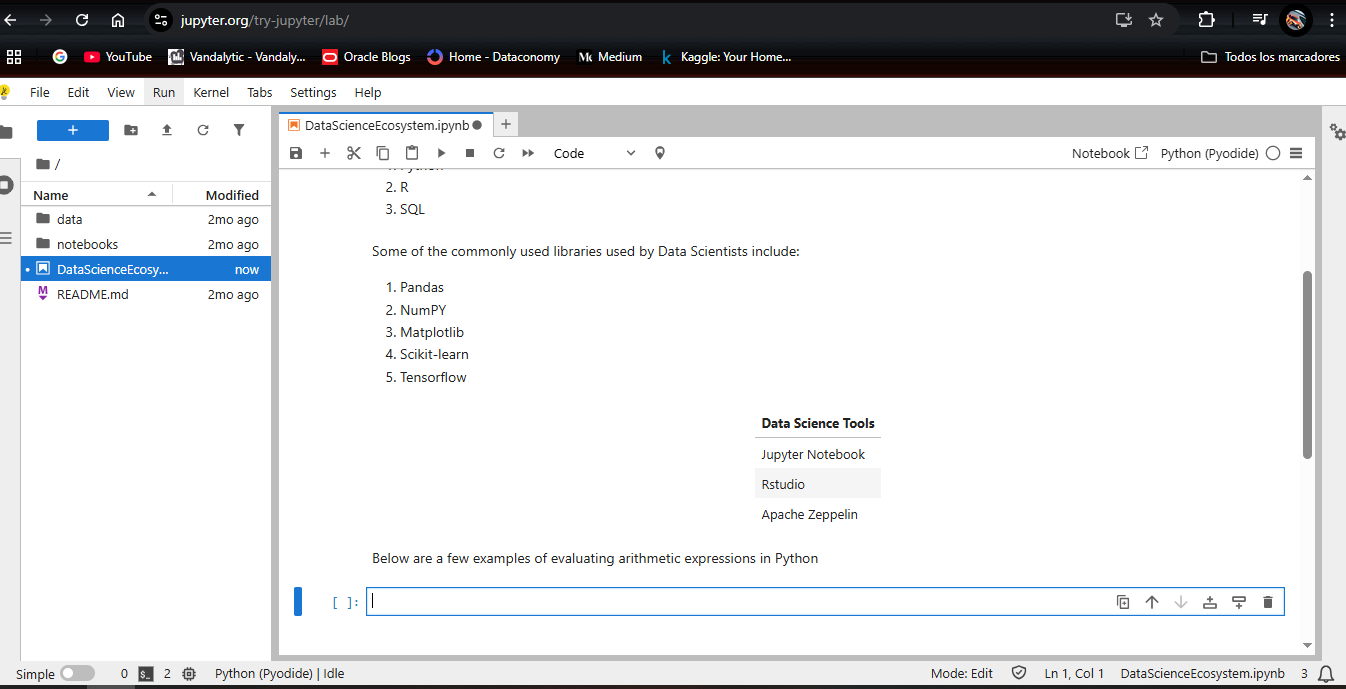 jupyter.org/try-jupyter/lab/
YouTube
Vandalytic - Vandaly...
Oracle Blogs
Home - Dataconomy
Medium
Kaggle: Your Home...
Todos los marcadores
File Edit View Run Kernel Tabs Settings Help
DataScienceEcosystem.ipynb
Code
Notebook
Python (Pyodide)
/
Name Modified
data 2mo ago
notebooks 2mo ago
DataScienceEcosy... now
README.md 2mo ago
1. Python
2. R
3. SQL
Some of the commonly used libraries used by Data Scientists include:
1. Pandas
2. NumPY
3. Matplotlib
4. Scikit-learn
5. Tensorflow
Data Science Tools
Jupyter Notebook
Rstudio
Apache Zeppelin
Below are a few examples of evaluating arithmetic expressions in Python
[ ]:
Simple 0 2 Python (Pyodide) | Idle Mode: Edit Ln 1, Col 1 DataScienceEcosystem.ipynb 3